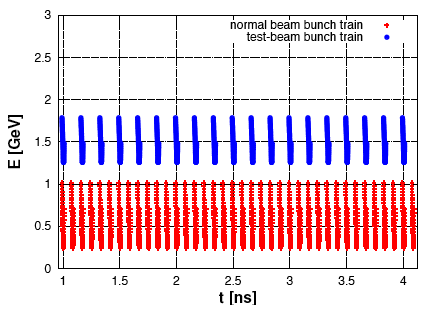 normal beam bunch train
test-beam bunch train
3
2.5
2
1.5
1
0.5
0
E [GeV]
1 1.5 2 2.5 3 3.5 4
t [ns]